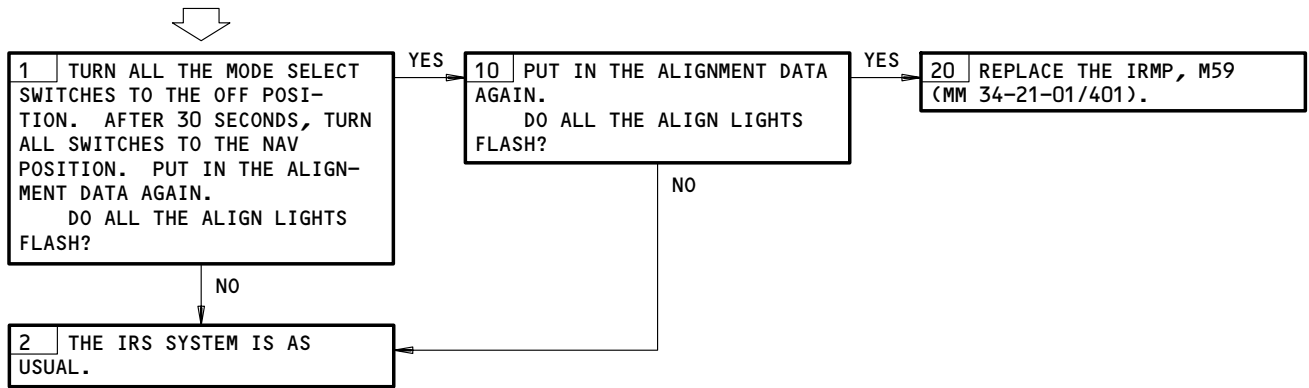 1 TURN ALL THE MODE SELECT
SWITCHES TO THE OFF POSI-
TION. AFTER 30 SECONDS, TURN
ALL SWITCHES TO THE NAV
POSITION. PUT IN THE ALIGN-
MENT DATA AGAIN.
DO ALL THE ALIGN LIGHTS
FLASH?
YES
10 PUT IN THE ALIGNMENT DATA
AGAIN.
DO ALL THE ALIGN LIGHTS
FLASH?
YES
20 REPLACE THE IRMP, M59
(MM 34-21-01/401).
NO
NO
2 THE IRS SYSTEM IS AS
USUAL.